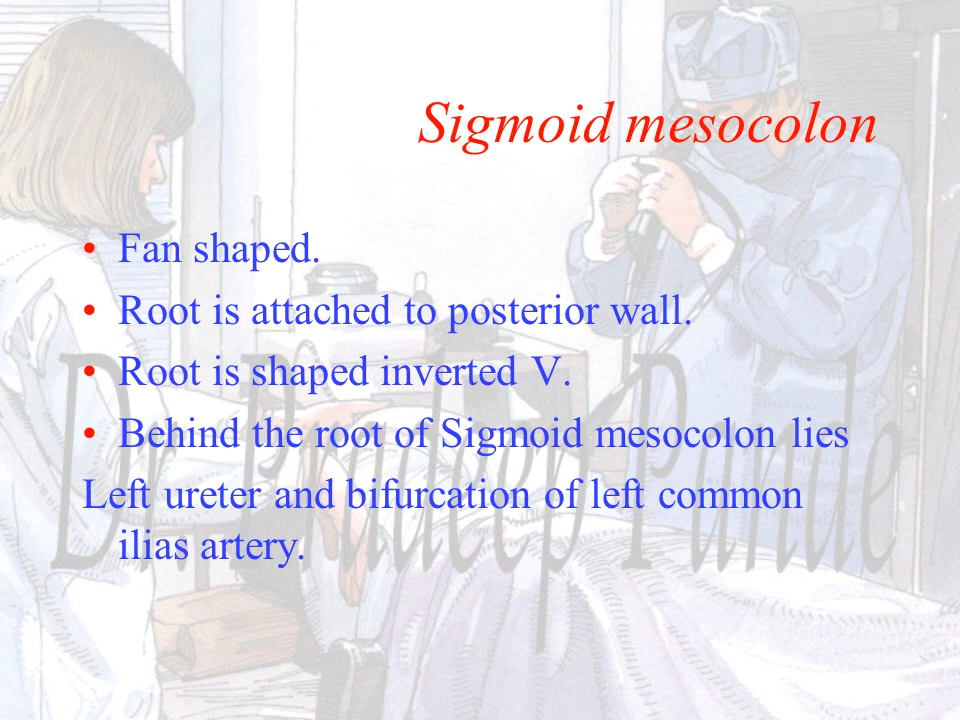 Sigmoid mesocolon
• Fan shaped.
• Root is attached to posterior wall.
• Root is shaped inverted V.
• Behind the root of Sigmoid mesocolon lies
Left ureter and bifurcation of left common
ilias artery.
Dr. Pradeep Pande